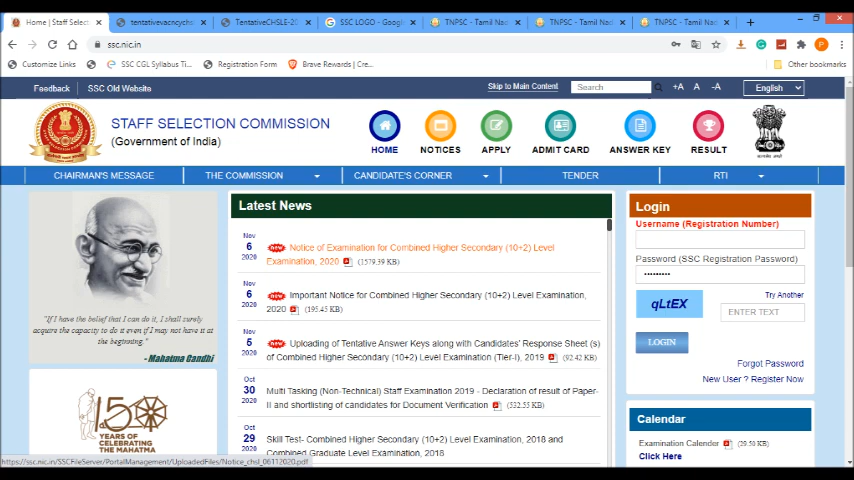 Home | Staff Selec
tentativevacncychs
TentativeCHSLE-20
SSC LOGO - Googl
TNPSC - Tamil Nad
TNPSC - Tamil Nad
TNPSC - Tamil Nad
ssc.nic.in
P
Customize Links
SSC CGL Syllabus Ti...
Registration Form
Brave Rewards | Cre...
Other bookmarks
Feedback
SSC Old Website
Skip to Main Content
Search
+A A -A
English
STAFF SELECTION COMMISSION
(Government of India)
HOME
NOTICES
APPLY
ADMIT CARD
ANSWER KEY
RESULT
CHAIRMAN'S MESSAGE
THE COMMISSION
CANDIDATE'S CORNER
TENDER
RTI
"If I have the belief that I can do it, I shall surely
acquire the capacity to do it even if I may not have it at
the beginning."
- Mahatma Gandhi
150
YEARS OF
CELEBRATING
THE MAHATMA
Latest News
Nov
6
2020
new Notice of Examination for Combined Higher Secondary (10+2) Level
Examination, 2020 (1579.39 KB)
Nov
6
2020
new Important Notice for Combined Higher Secondary (10+2) Level Examination,
2020 (195.45 KB)
Nov
5
2020
new Uploading of Tentative Answer Keys along with Candidates' Response Sheet (s)
of Combined Higher Secondary (10+2) Level Examination (Tier-I), 2019 (92.42 KB)
Oct
30
2020
Multi Tasking (Non-Technical) Staff Examination 2019 - Declaration of result of Paper-
II and shortlisting of candidates for Document Verification (332.55 KB)
Oct
29
2020
Skill Test- Combined Higher Secondary (10+2) Level Examination, 2018 and
Combined Graduate Level Examination, 2018
Login
Username (Registration Number)
Password (SSC Registration Password)
qLtEX
Try Another
ENTER TEXT
LOGIN
Forgot Password
New User ? Register Now
Calendar
Examination Calender (29.50 KB)
Click Here
https://ssc.nic.in/SSCFileServer/PortalManagement/UploadedFiles/Notice_chsl_06112020.pdf